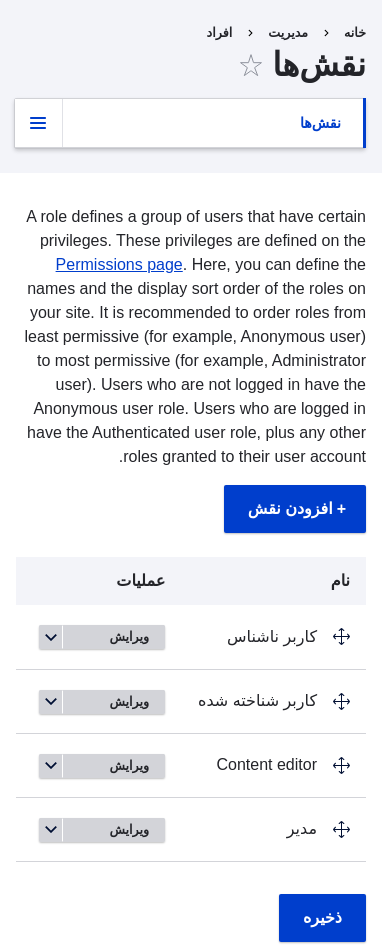 خانه › مدیریت › افراد
نقش‌ها
نقش‌ها
A role defines a group of users that have certain
privileges. These privileges are defined on the
Permissions page. Here, you can define the
names and the display sort order of the roles on
your site. It is recommended to order roles from
least permissive (for example, Anonymous user)
to most permissive (for example, Administrator
user). Users who are not logged in have the
Anonymous user role. Users who are logged in
have the Authenticated user role, plus any other
roles granted to their user account.
+ افزودن نقش
نام عملیات
کاربر ناشناس ویرایش
کاربر شناخته شده ویرایش
Content editor ویرایش
مدیر ویرایش
ذخیره